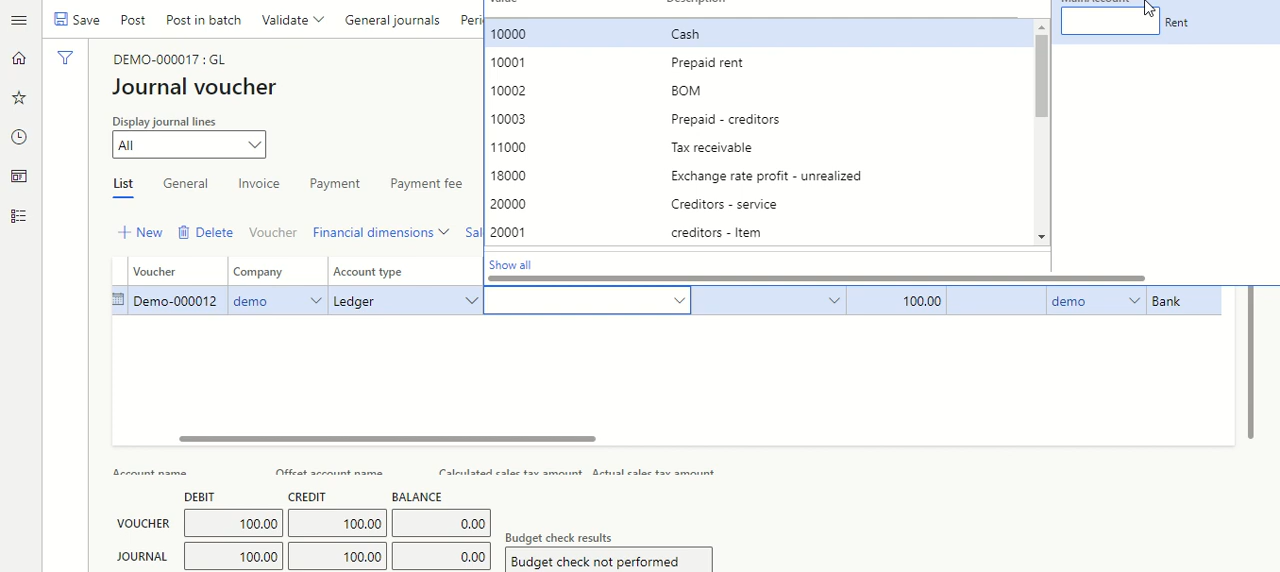 Save Post Post in batch Validate General journals Peri
Value Description
MainAccount
Rent
10000 Cash
10001 Prepaid rent
10002 BOM
10003 Prepaid - creditors
11000 Tax receivable
18000 Exchange rate profit - unrealized
20000 Creditors - service
20001 creditors - Item
Show all
DEMO-000017 : GL
Journal voucher
Display journal lines
All
List General Invoice Payment Payment fee
New Delete Voucher Financial dimensions Sal
Voucher Company Account type
Demo-000012 demo Ledger 100.00 demo Bank
Account name Offset account name Calculated sales tax amount Actual sales tax amount
DEBIT CREDIT BALANCE
VOUCHER 100.00 100.00 0.00
JOURNAL 100.00 100.00 0.00
Budget check results
Budget check not performed